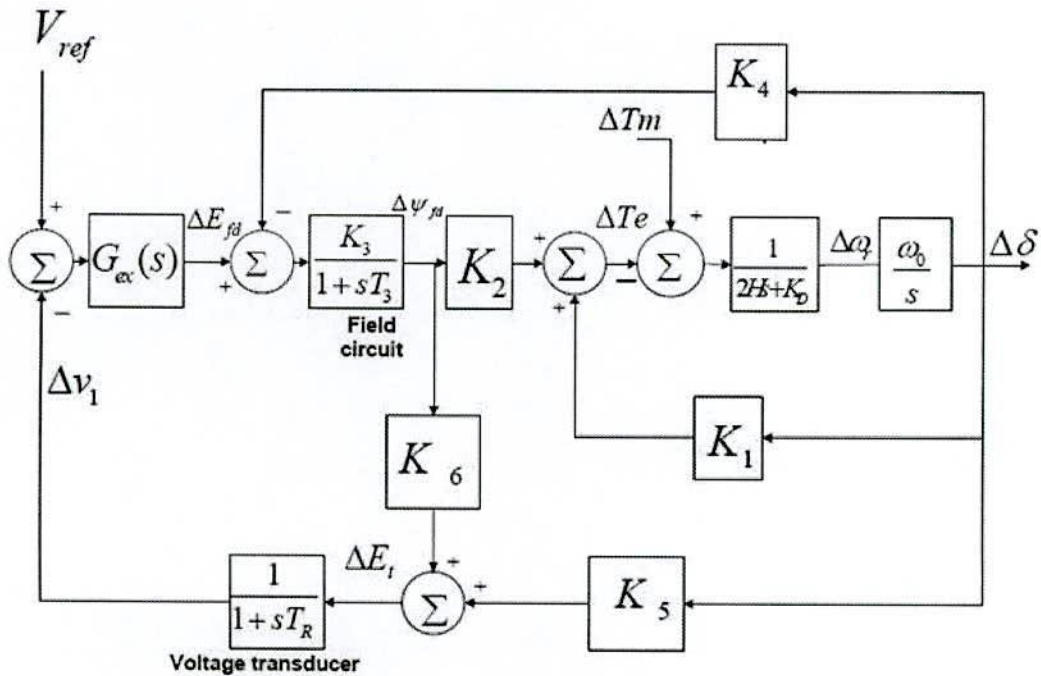 V_ref
K_4
ΔTm
+
ΔE_fd
−
Δψ_fd
ΔTe
+
Σ
G_ex(s)
+
Σ
K_3
1 + sT_3
K_2
+
Σ
+
−
Σ
1
2Hs+K_D
Δω_r
ω_0
s
Δδ
−
Field
circuit
Δv_1
K_1
K_6
ΔE_t
+
+
1
1 + sT_R
Σ
K_5
Voltage transducer